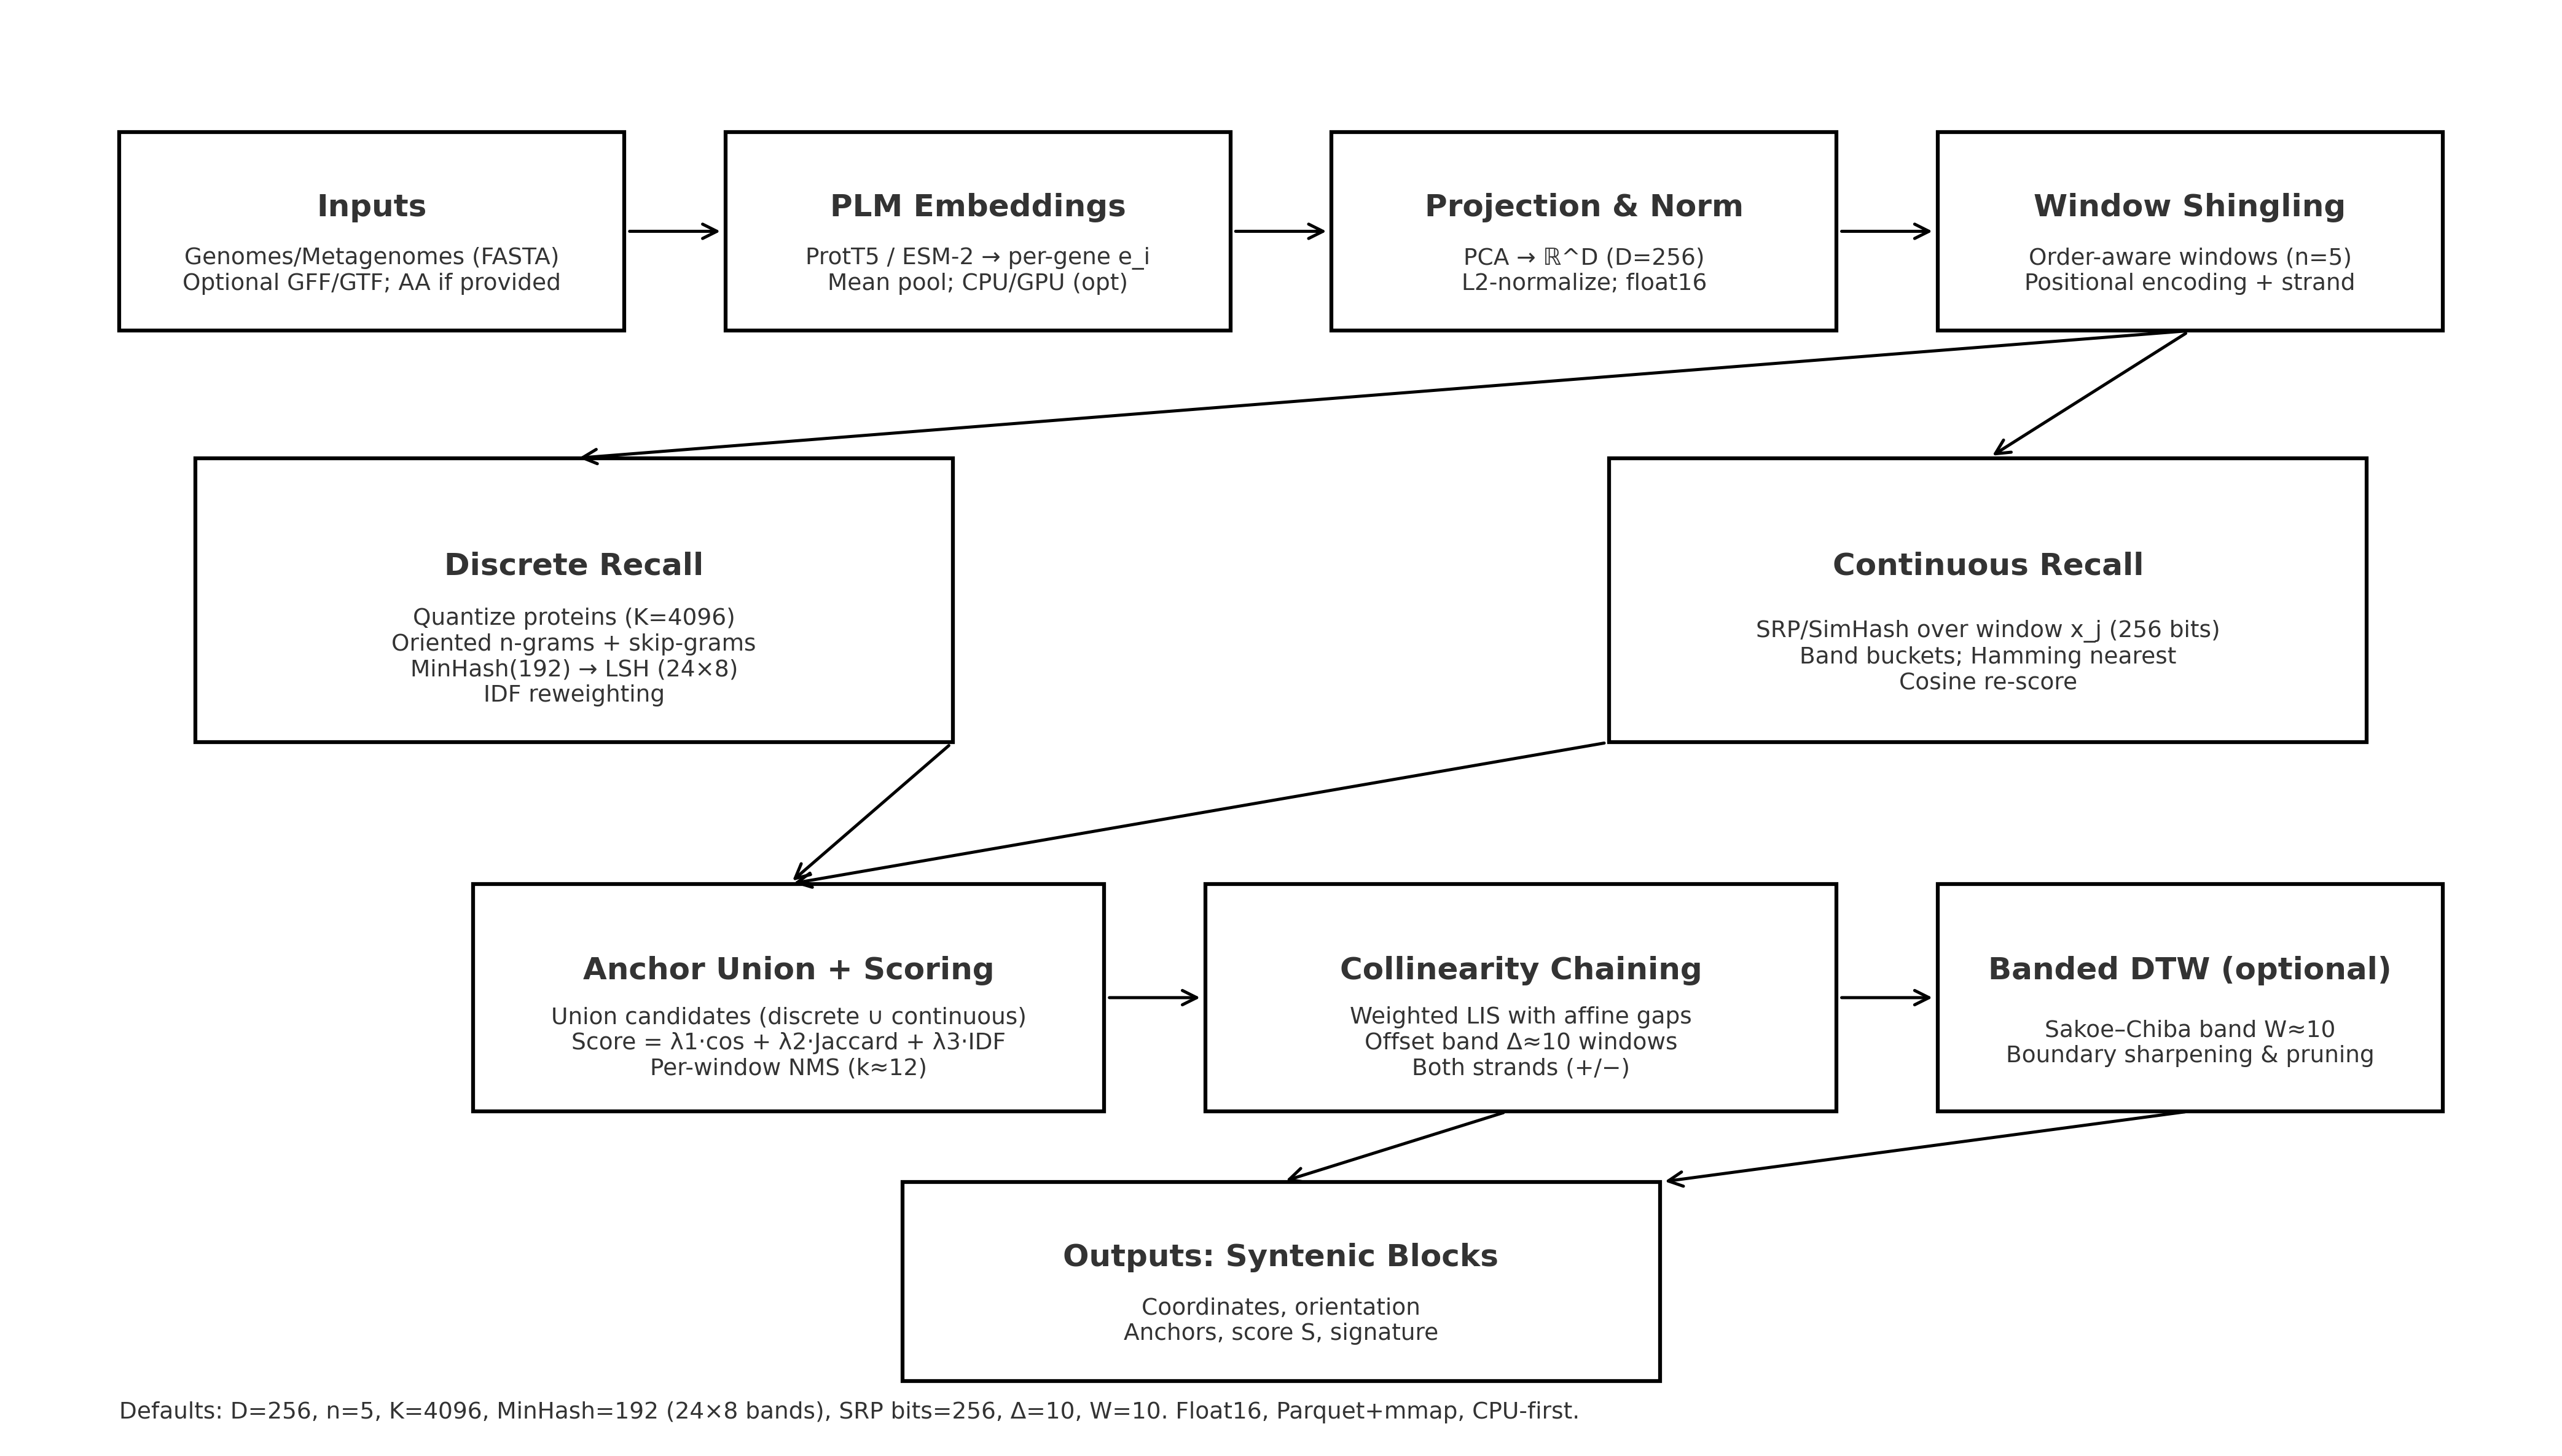 Inputs
Genomes/Metagenomes (FASTA)
Optional GFF/GTF; AA if provided
PLM Embeddings
ProtT5 / ESM-2 → per-gene e_i
Mean pool; CPU/GPU (opt)
Projection & Norm
PCA → ℝ^D (D=256)
L2-normalize; float16
Window Shingling
Order-aware windows (n=5)
Positional encoding + strand
Discrete Recall
Quantize proteins (K=4096)
Oriented n-grams + skip-grams
MinHash(192) → LSH (24×8)
IDF reweighting
Continuous Recall
SRP/SimHash over window x_j (256 bits)
Band buckets; Hamming nearest
Cosine re-score
Anchor Union + Scoring
Union candidates (discrete ∪ continuous)
Score = λ1·cos + λ2·Jaccard + λ3·IDF
Per-window NMS (k≈12)
Collinearity Chaining
Weighted LIS with affine gaps
Offset band Δ≈10 windows
Both strands (+/−)
Banded DTW (optional)
Sakoe–Chiba band W≈10
Boundary sharpening & pruning
Outputs: Syntenic Blocks
Coordinates, orientation
Anchors, score S, signature
Defaults: D=256, n=5, K=4096, MinHash=192 (24×8 bands), SRP bits=256, Δ=10, W=10. Float16, Parquet+mmap, CPU-first.